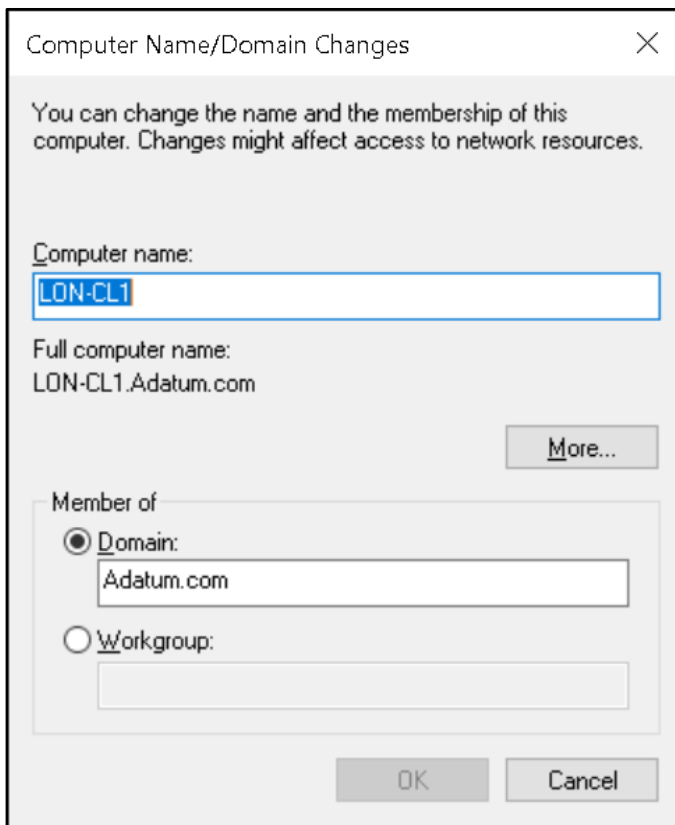 Computer Name/Domain Changes
You can change the name and the membership of this
computer. Changes might affect access to network resources.
Computer name:
LON-CL1
Full computer name:
LON-CL1.Adatum.com
More...
Member of
Domain:
Adatum.com
Workgroup:
OK
Cancel